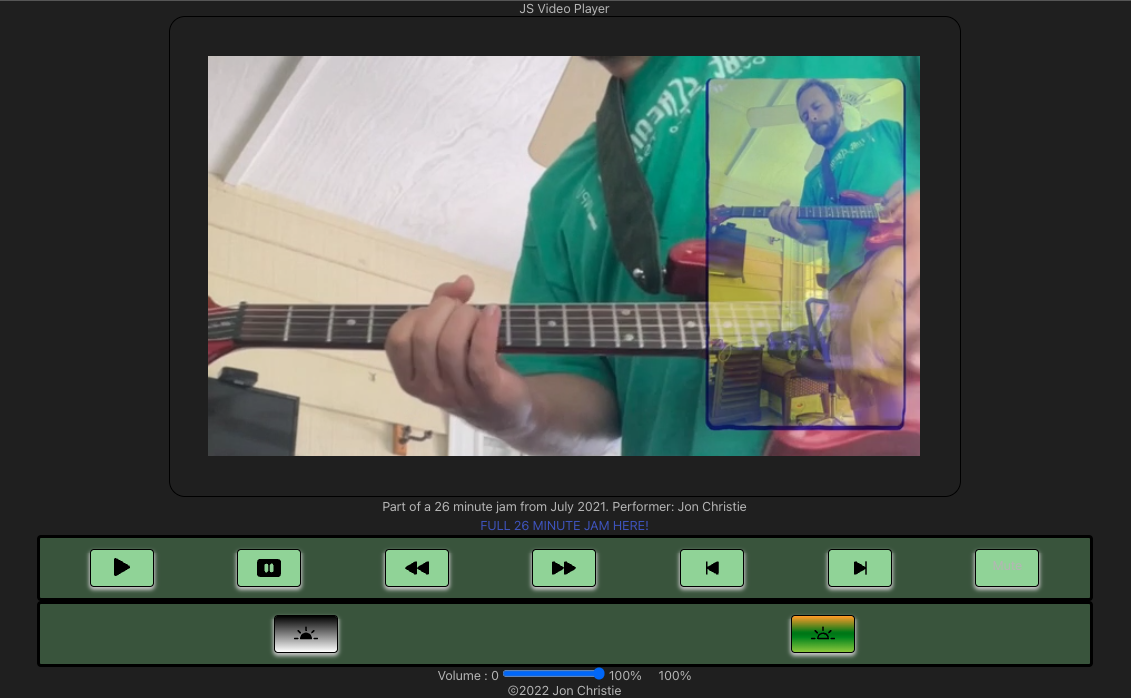 JS Video Player
Part of a 26 minute jam from July 2021. Performer: Jon Christie
FULL 26 MINUTE JAM HERE!
Volume : 0 100% 100%
©2022 Jon Christie